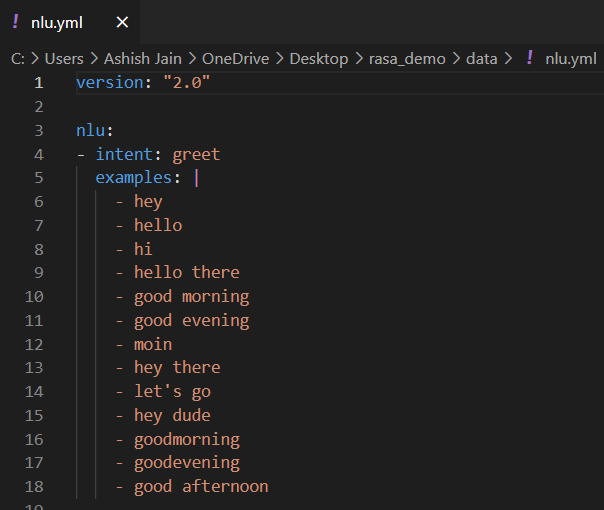 ! nlu.yml ×
C: > Users > Ashish Jain > OneDrive > Desktop > rasa_demo > data > ! nlu.yml
1 version: "2.0"
2
3 nlu:
4 - intent: greet
5   examples: |
6     - hey
7     - hello
8     - hi
9     - hello there
10     - good morning
11     - good evening
12     - moin
13     - hey there
14     - let's go
15     - hey dude
16     - goodmorning
17     - goodevening
18     - good afternoon